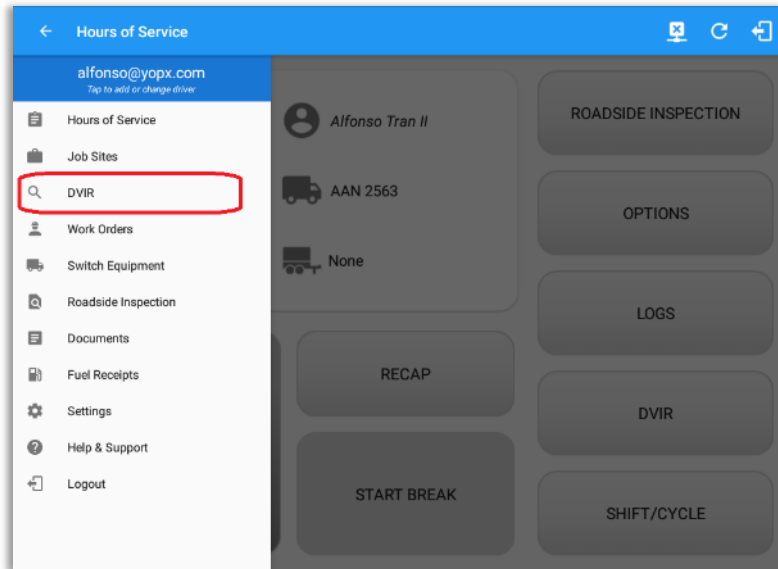 Hours of Service
alfonso@yopx.com
Tap to add or change driver
Hours of Service
Job Sites
DVIR
Work Orders
Switch Equipment
Roadside Inspection
Documents
Fuel Receipts
Settings
Help & Support
Logout
Alfonso Tran II
AAN 2563
None
RECAP
START BREAK
ROADSIDE INSPECTION
OPTIONS
LOGS
DVIR
SHIFT/CYCLE